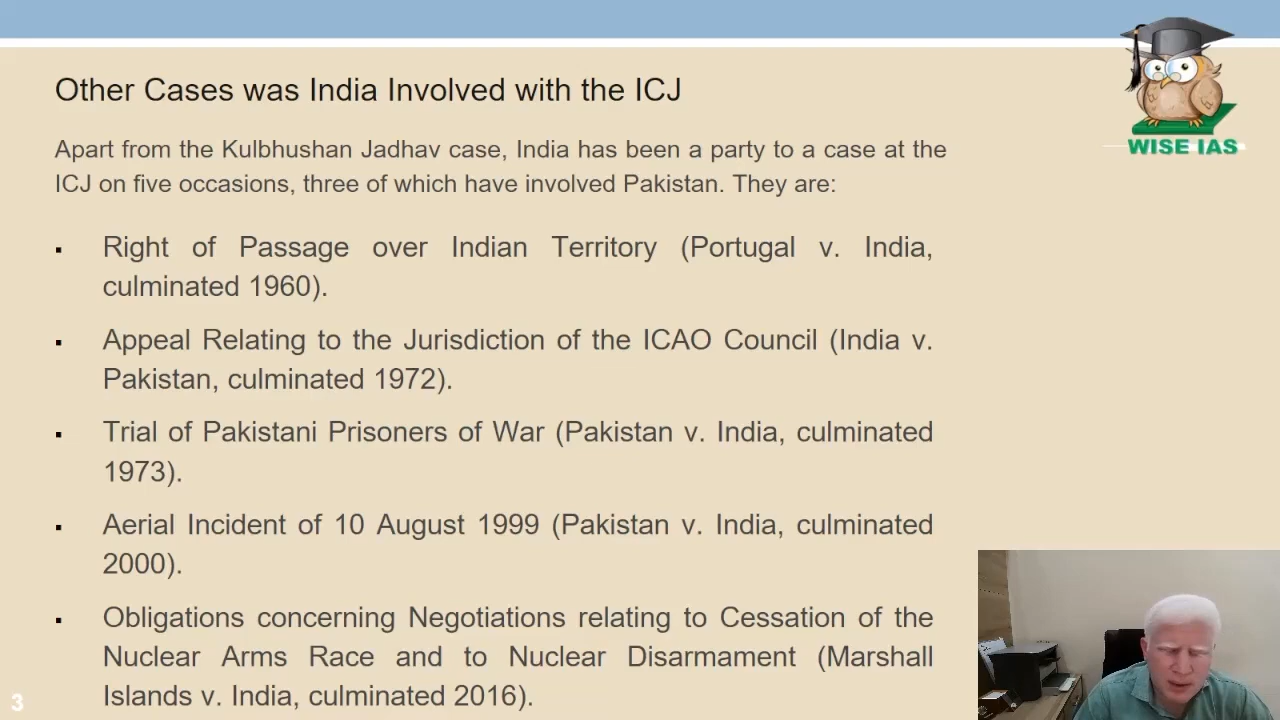 Other Cases was India Involved with the ICJ
WISE IAS
Apart from the Kulbhushan Jadhav case, India has been a party to a case at the
ICJ on five occasions, three of which have involved Pakistan. They are:
▪ Right of Passage over Indian Territory (Portugal v. India,
culminated 1960).
▪ Appeal Relating to the Jurisdiction of the ICAO Council (India v.
Pakistan, culminated 1972).
▪ Trial of Pakistani Prisoners of War (Pakistan v. India, culminated
1973).
▪ Aerial Incident of 10 August 1999 (Pakistan v. India, culminated
2000).
▪ Obligations concerning Negotiations relating to Cessation of the
Nuclear Arms Race and to Nuclear Disarmament (Marshall
Islands v. India, culminated 2016).
3